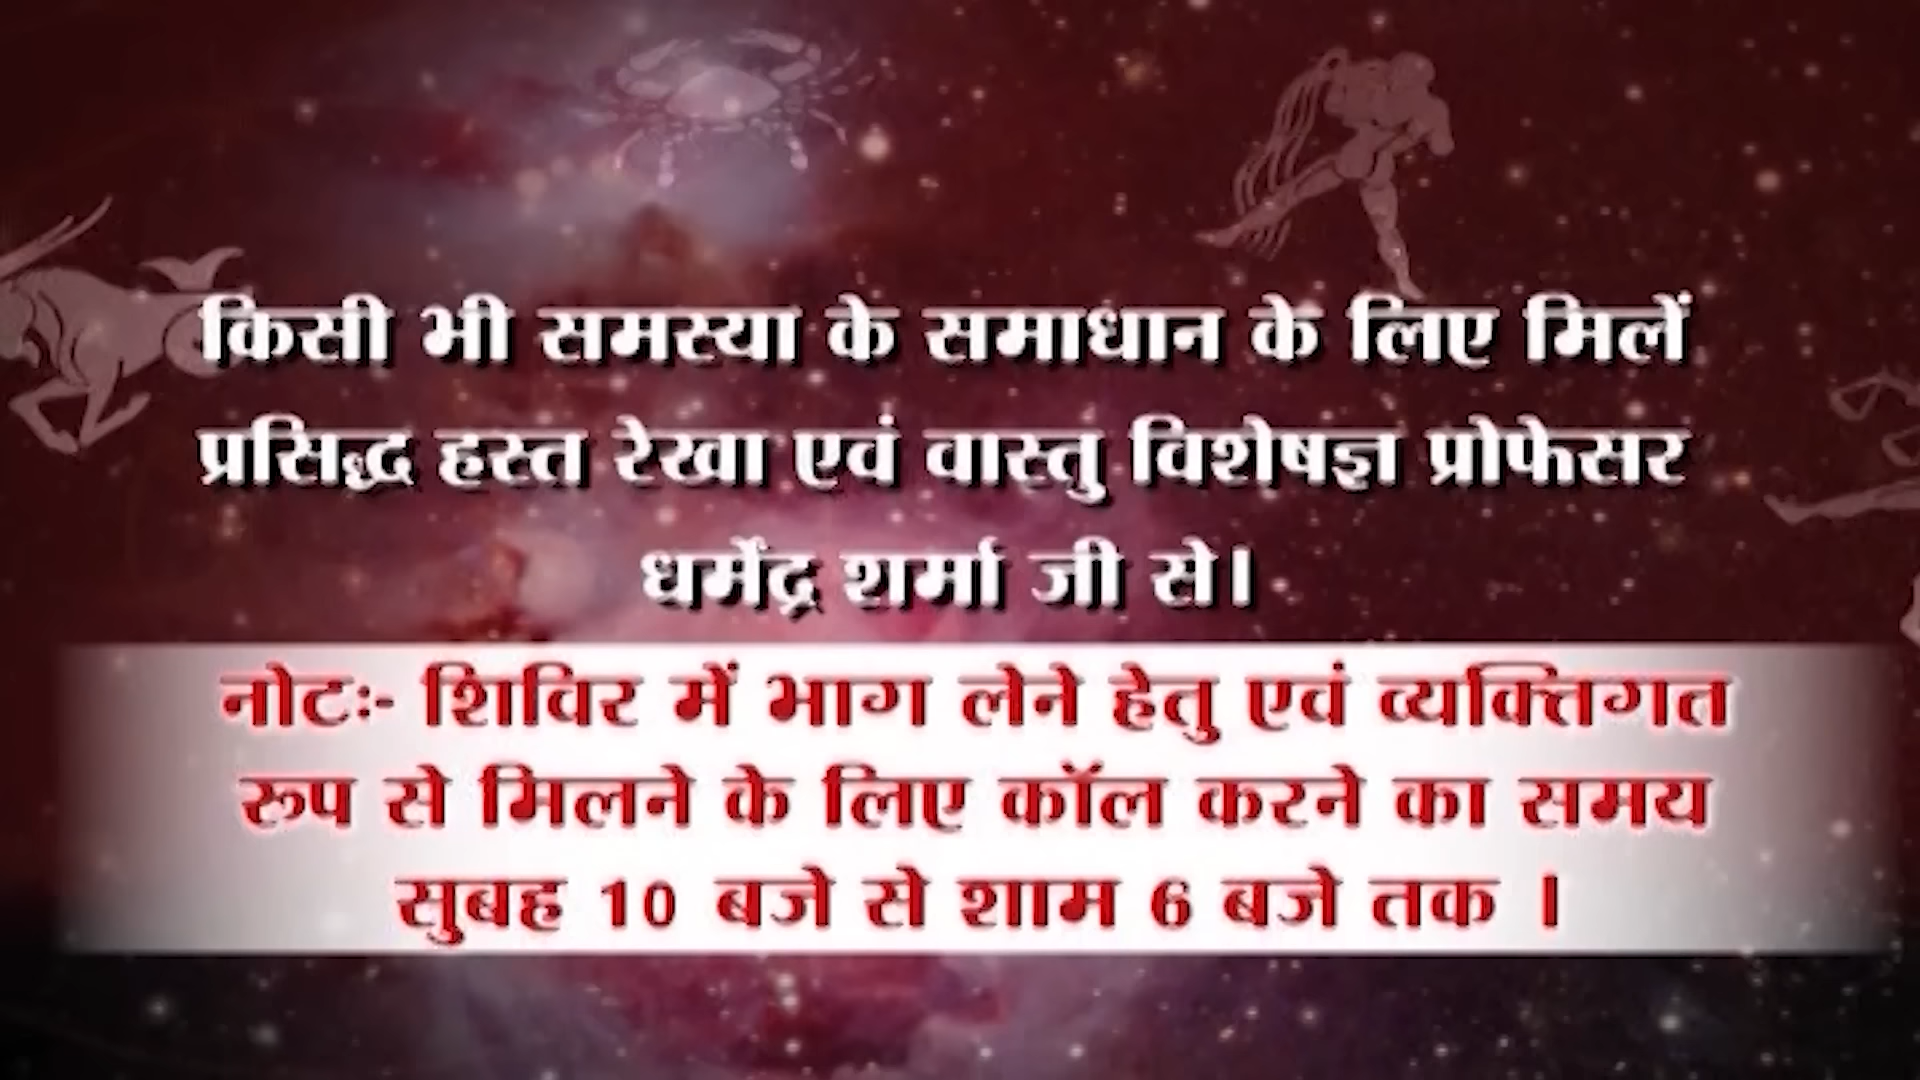 किसी भी समस्या के समाधान के लिए मिलें
प्रसिद्ध हस्त रेखा एवं वास्तु विशेषज्ञ प्रोफेसर
धर्मेंद्र शर्मा जी से।
नोटः- शिविर में भाग लेने हेतु एवं व्यक्तिगत
रूप से मिलने के लिए कॉल करने का समय
सुबह 10 बजे से शाम 6 बजे तक ।